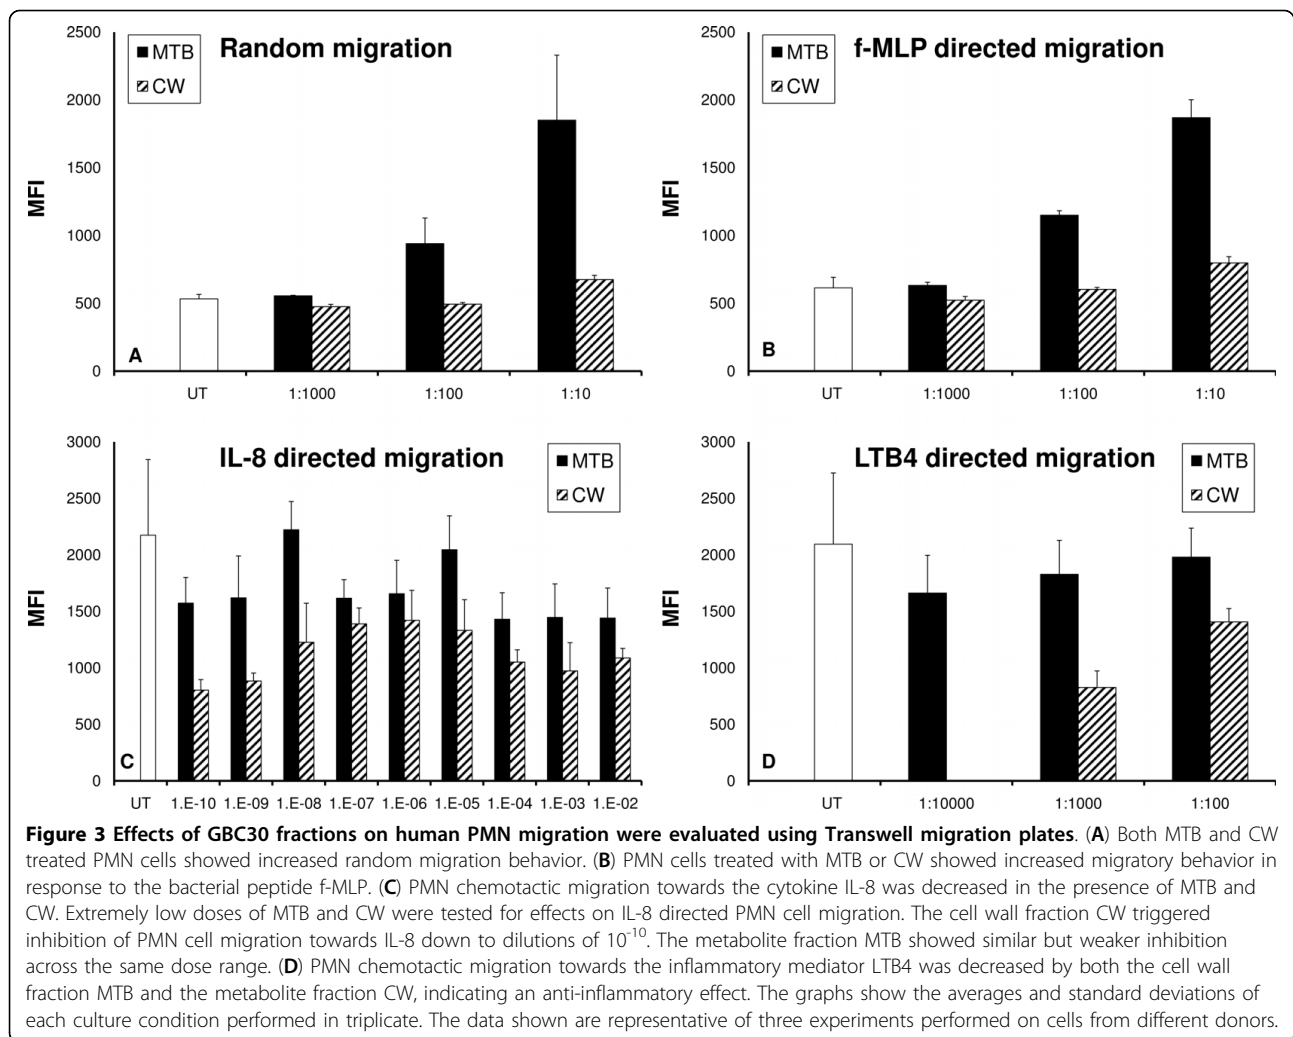 Random migration
MTB
CW
2500
2000
1500
1000
500
0
MFI
A
UT 1:1000 1:100 1:10
f-MLP directed migration
MTB
CW
2500
2000
1500
1000
500
0
MFI
B
UT 1:1000 1:100 1:10
IL-8 directed migration
MTB
CW
3000
2500
2000
1500
1000
500
0
MFI
C
UT 1.E-10 1.E-09 1.E-08 1.E-07 1.E-06 1.E-05 1.E-04 1.E-03 1.E-02
LTB4 directed migration
MTB
CW
3000
2500
2000
1500
1000
500
0
MFI
D
UT 1:10000 1:1000 1:100
Figure 3 Effects of GBC30 fractions on human PMN migration were evaluated using Transwell migration plates. (A) Both MTB and CW
treated PMN cells showed increased random migration behavior. (B) PMN cells treated with MTB or CW showed increased migratory behavior in
response to the bacterial peptide f-MLP. (C) PMN chemotactic migration towards the cytokine IL-8 was decreased in the presence of MTB and
CW. Extremely low doses of MTB and CW were tested for effects on IL-8 directed PMN cell migration. The cell wall fraction CW triggered
inhibition of PMN cell migration towards IL-8 down to dilutions of 10⁻¹⁰. The metabolite fraction MTB showed similar but weaker inhibition
across the same dose range. (D) PMN chemotactic migration towards the inflammatory mediator LTB4 was decreased by both the cell wall
fraction MTB and the metabolite fraction CW, indicating an anti-inflammatory effect. The graphs show the averages and standard deviations of
each culture condition performed in triplicate. The data shown are representative of three experiments performed on cells from different donors.